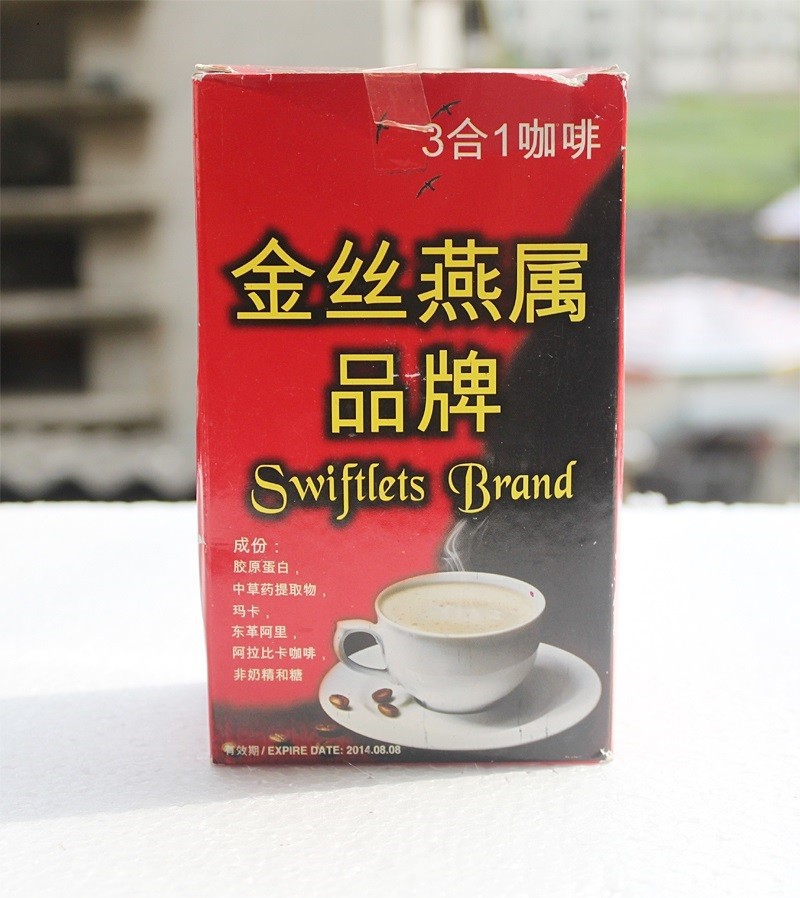 3合1咖啡
金丝燕属
品牌
Swiftlets Brand
成份：
胶原蛋白，
中草药提取物，
玛卡，
东革阿里，
阿拉比卡咖啡，
非奶精和糖
有效期 / EXPIRE DATE: 2014.08.08